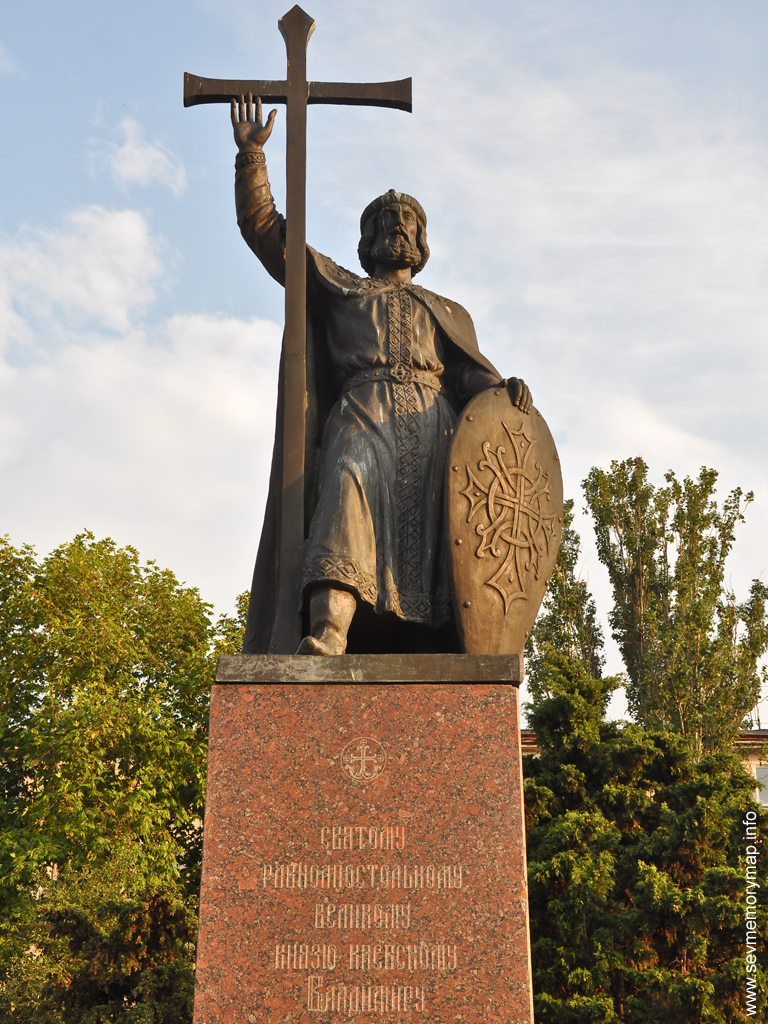 СВЯТОМУ
РАВНОАПОСТОЛЬНОМУ
ВЕЛИКОМУ
КНЯЗЮ КИЕВСКОМУ
ВЛАДИМИРУ
www.sevmemorymap.info